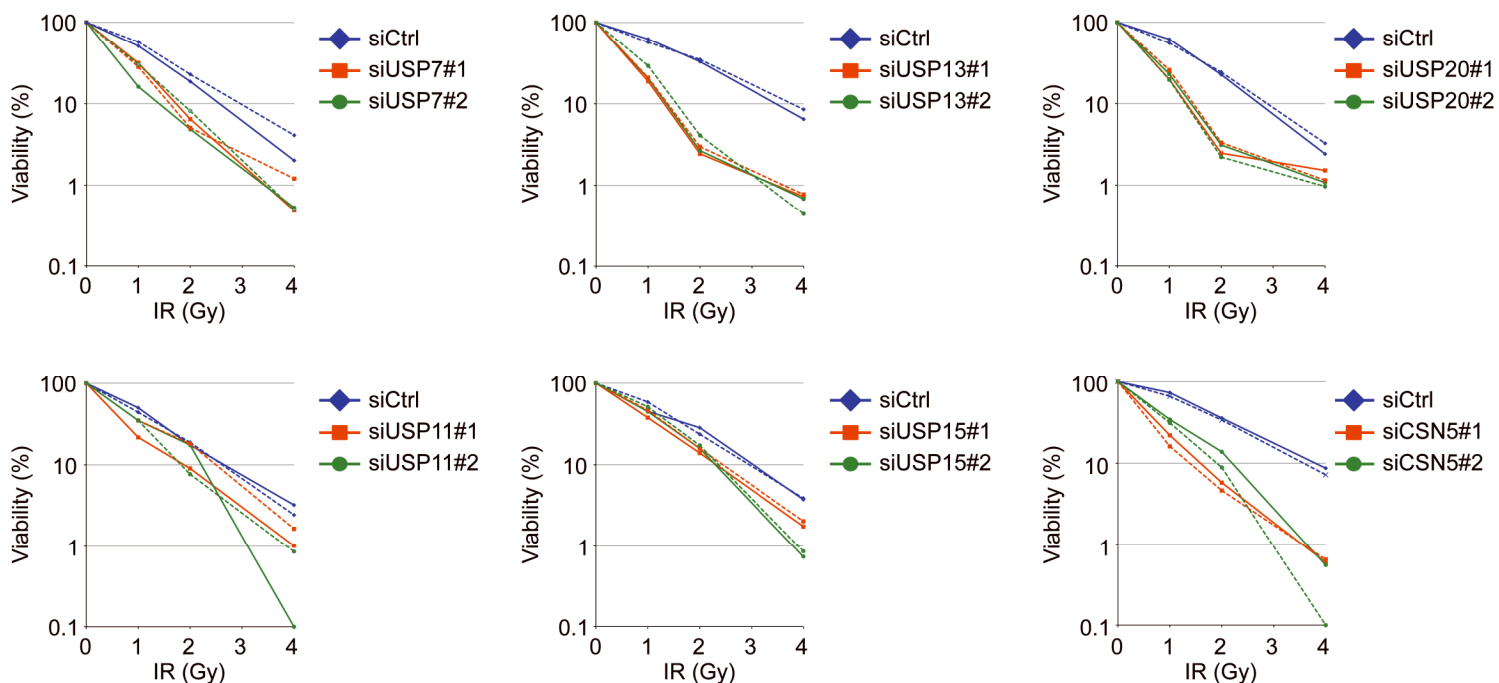 100
10
1
0.1
0 1 2 3 4
Viability (%)
IR (Gy)
siCtrl
siUSP7#1
siUSP7#2
100
10
1
0.1
0 1 2 3 4
Viability (%)
IR (Gy)
siCtrl
siUSP13#1
siUSP13#2
100
10
1
0.1
0 1 2 3 4
Viability (%)
IR (Gy)
siCtrl
siUSP20#1
siUSP20#2
100
10
1
0.1
0 1 2 3 4
Viability (%)
IR (Gy)
siCtrl
siUSP11#1
siUSP11#2
100
10
1
0.1
0 1 2 3 4
Viability (%)
IR (Gy)
siCtrl
siUSP15#1
siUSP15#2
100
10
1
0.1
0 1 2 3 4
Viability (%)
IR (Gy)
siCtrl
siCSN5#1
siCSN5#2